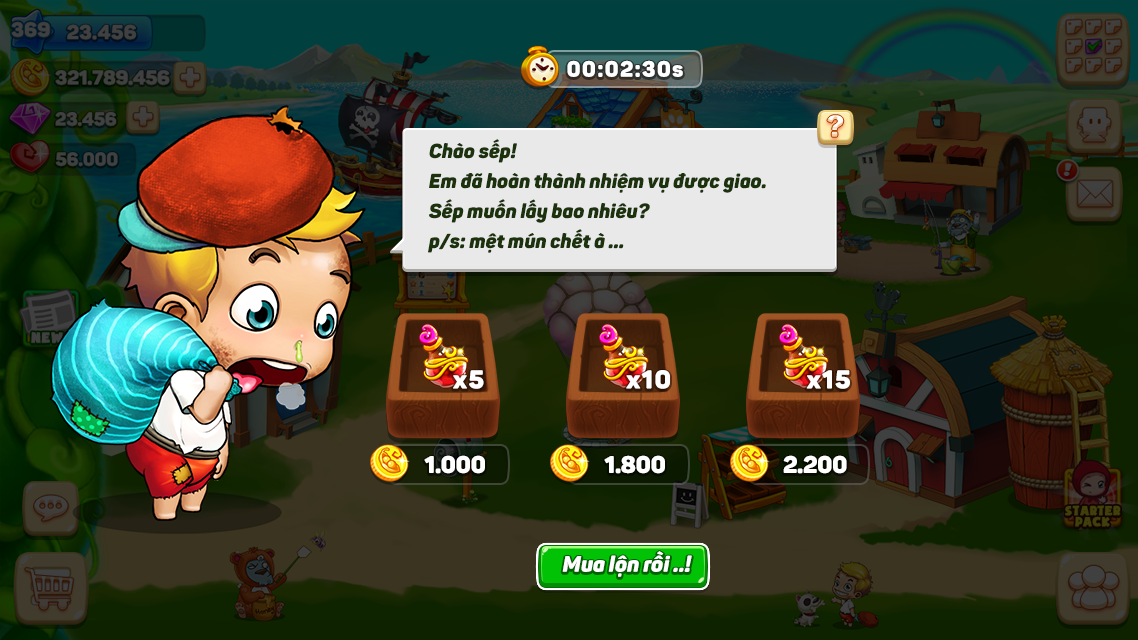 369
23.456
321.789.456
23.456
56.000
00:02:30s
?
Chào sếp!
Em đã hoàn thành nhiệm vụ được giao.
Sếp muốn lấy bao nhiêu?
p/s: mệt mún chết à ...
!
NEW
x5
x10
x15
1.000
1.800
2.200
STARTER
PACK
Mua lộn rồi ..!